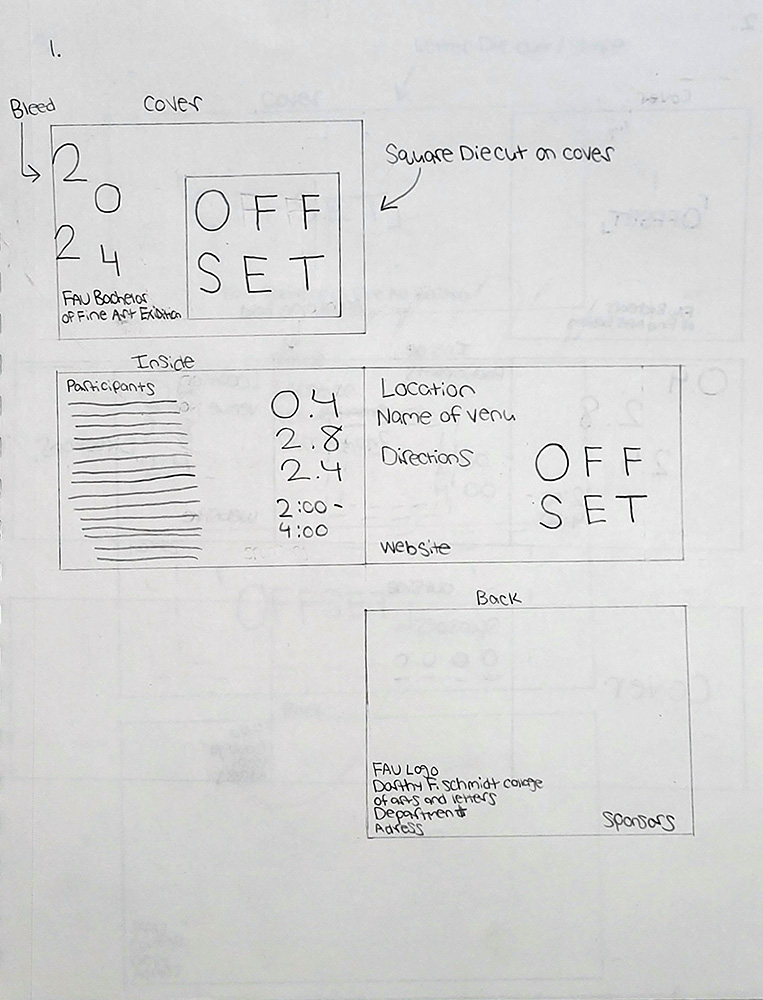 1.
Bleed
Cover
Square Diecut on cover
2
0
2
4
OFF
SET
FAU Bachelor
of Fine Art Exibition
Inside
Participants
0.4
2.8
2.4
2:00-
4:00
Location
Name of venu
Directions
OFF
SET
Website
Back
FAU Logo
Dorthy F. Schmidt college
of arts and letters
Department
Adress
Sponsors